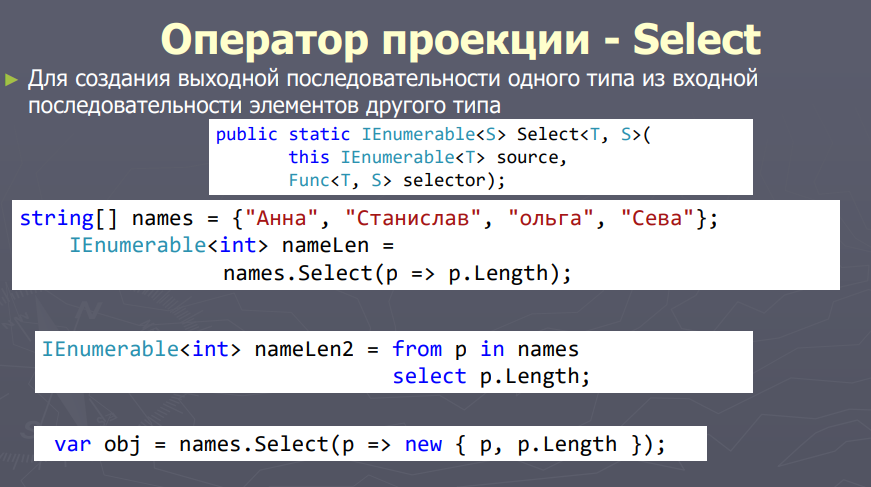 Оператор проекции - Select
Для создания выходной последовательности одного типа из входной
последовательности элементов другого типа
public static IEnumerable<S> Select<T, S>(
this IEnumerable<T> source,
Func<T, S> selector);
string[] names = {"Анна", "Станислав", "ольга", "Сева"};
IEnumerable<int> nameLen =
names.Select(p => p.Length);
IEnumerable<int> nameLen2 = from p in names
select p.Length;
var obj = names.Select(p => new { p, p.Length });